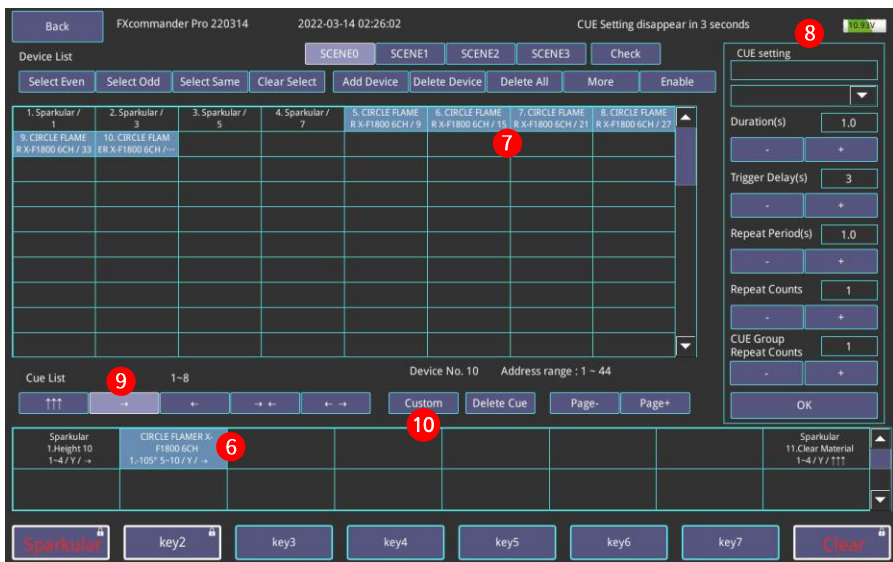 Back FXcommander Pro 220314 2022-03-14 02:26:02 CUE Setting disappear in 3 seconds 10.93V
8
Device List SCENE0 SCENE1 SCENE2 SCENE3 Check CUE setting
Select Even Select Odd Select Same Clear Select Add Device Delete Device Delete All More Enable
1. Sparkular / 2. Sparkular / 3. Sparkular / 4. Sparkular / 5. CIRCLE FLAME 6. CIRCLE FLAME 7. CIRCLE FLAME 8. CIRCLE FLAME
1 3 5 7 R X-F1800 6CH / 9 R X-F1800 6CH / 15 R X-F1800 6CH / 21 R X-F1800 6CH / 27
9. CIRCLE FLAME 10. CIRCLE FLAM
R X-F1800 6CH / 33 ER X-F1800 6CH /···
7
Duration(s) 1.0
- +
Trigger Delay(s) 3
- +
Repeat Period(s) 1.0
- +
Repeat Counts 1
- +
CUE Group
Repeat Counts 1
- +
OK
Cue List 1~8 Device No. 10 Address range : 1 ~ 44
9
↑↑↑ → ← → ← ← → Custom Delete Cue Page- Page+
10
Sparkular CIRCLE FLAMER X- Sparkular
1.Height 10 F1800 6CH 11.Clear Material
1~4 / Y / → 1.-105° 5~10 / Y / → 1~4 / Y / ↑↑↑
6
Sparkular key2 key3 key4 key5 key6 key7 Clear